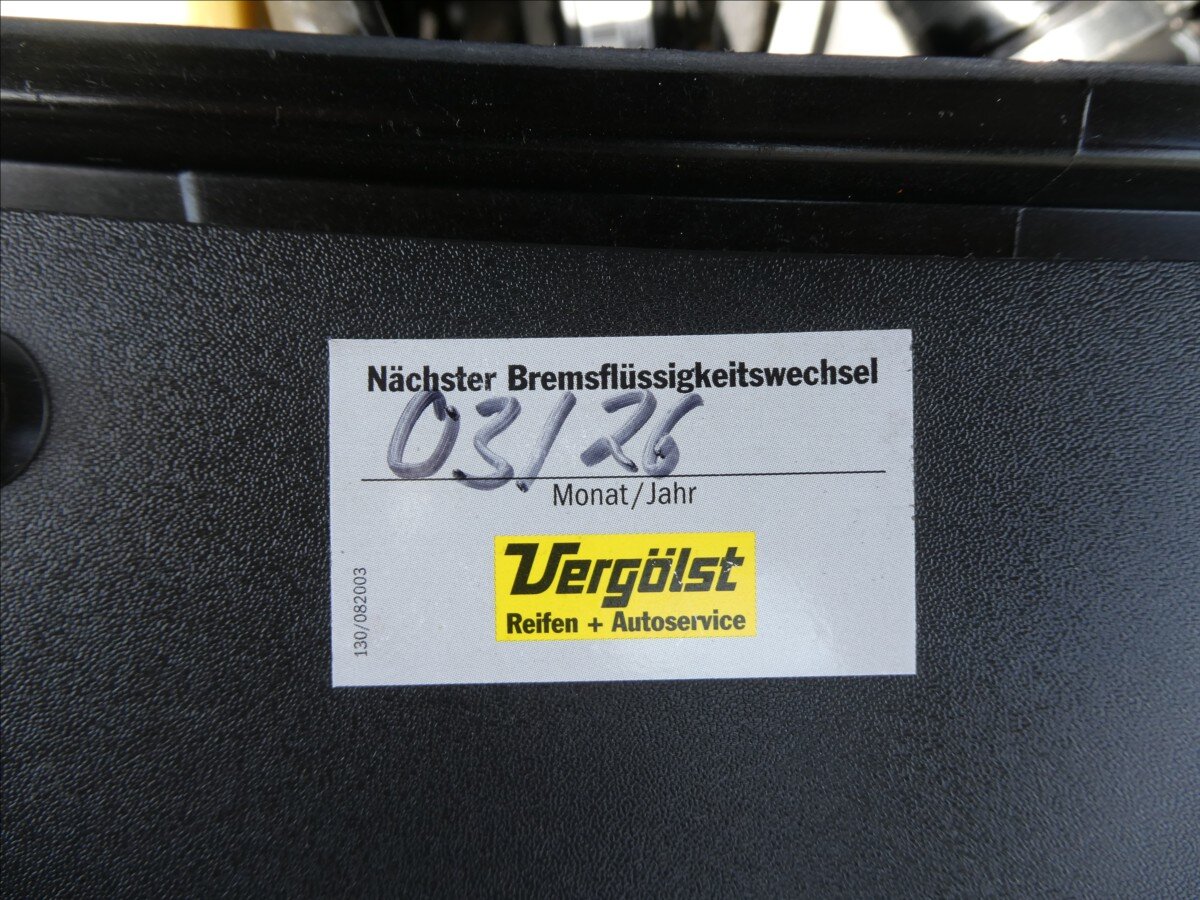 Nächster Bremsflüssigkeitswechsel
03/26
Monat/Jahr
Vergölst
Reifen + Autoservice
130/082003